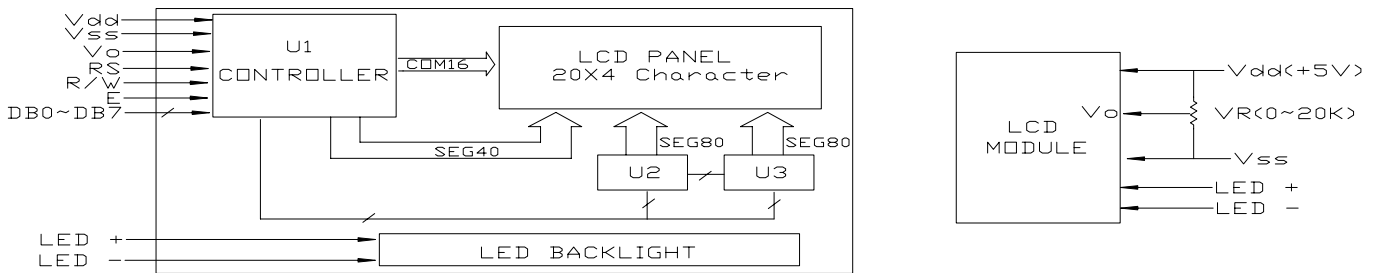 Vdd
Vss
Vo
RS
R/W
E
DB0~DB7
U1
CONTROLLER
COM16
LCD PANEL
20X4 Character
SEG40
SEG80
SEG80
U2
U3
LED +
LED -
LED BACKLIGHT
LCD
MODULE
Vdd(+5V)
Vo
VR(0~20K)
Vss
LED +
LED -